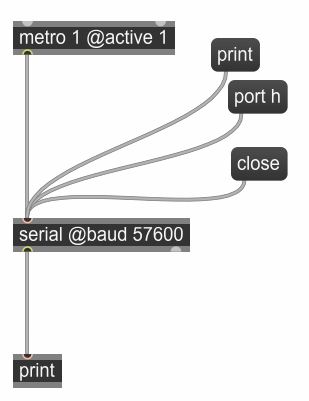 metro 1 @active 1
print
port h
close
serial @baud 57600
print